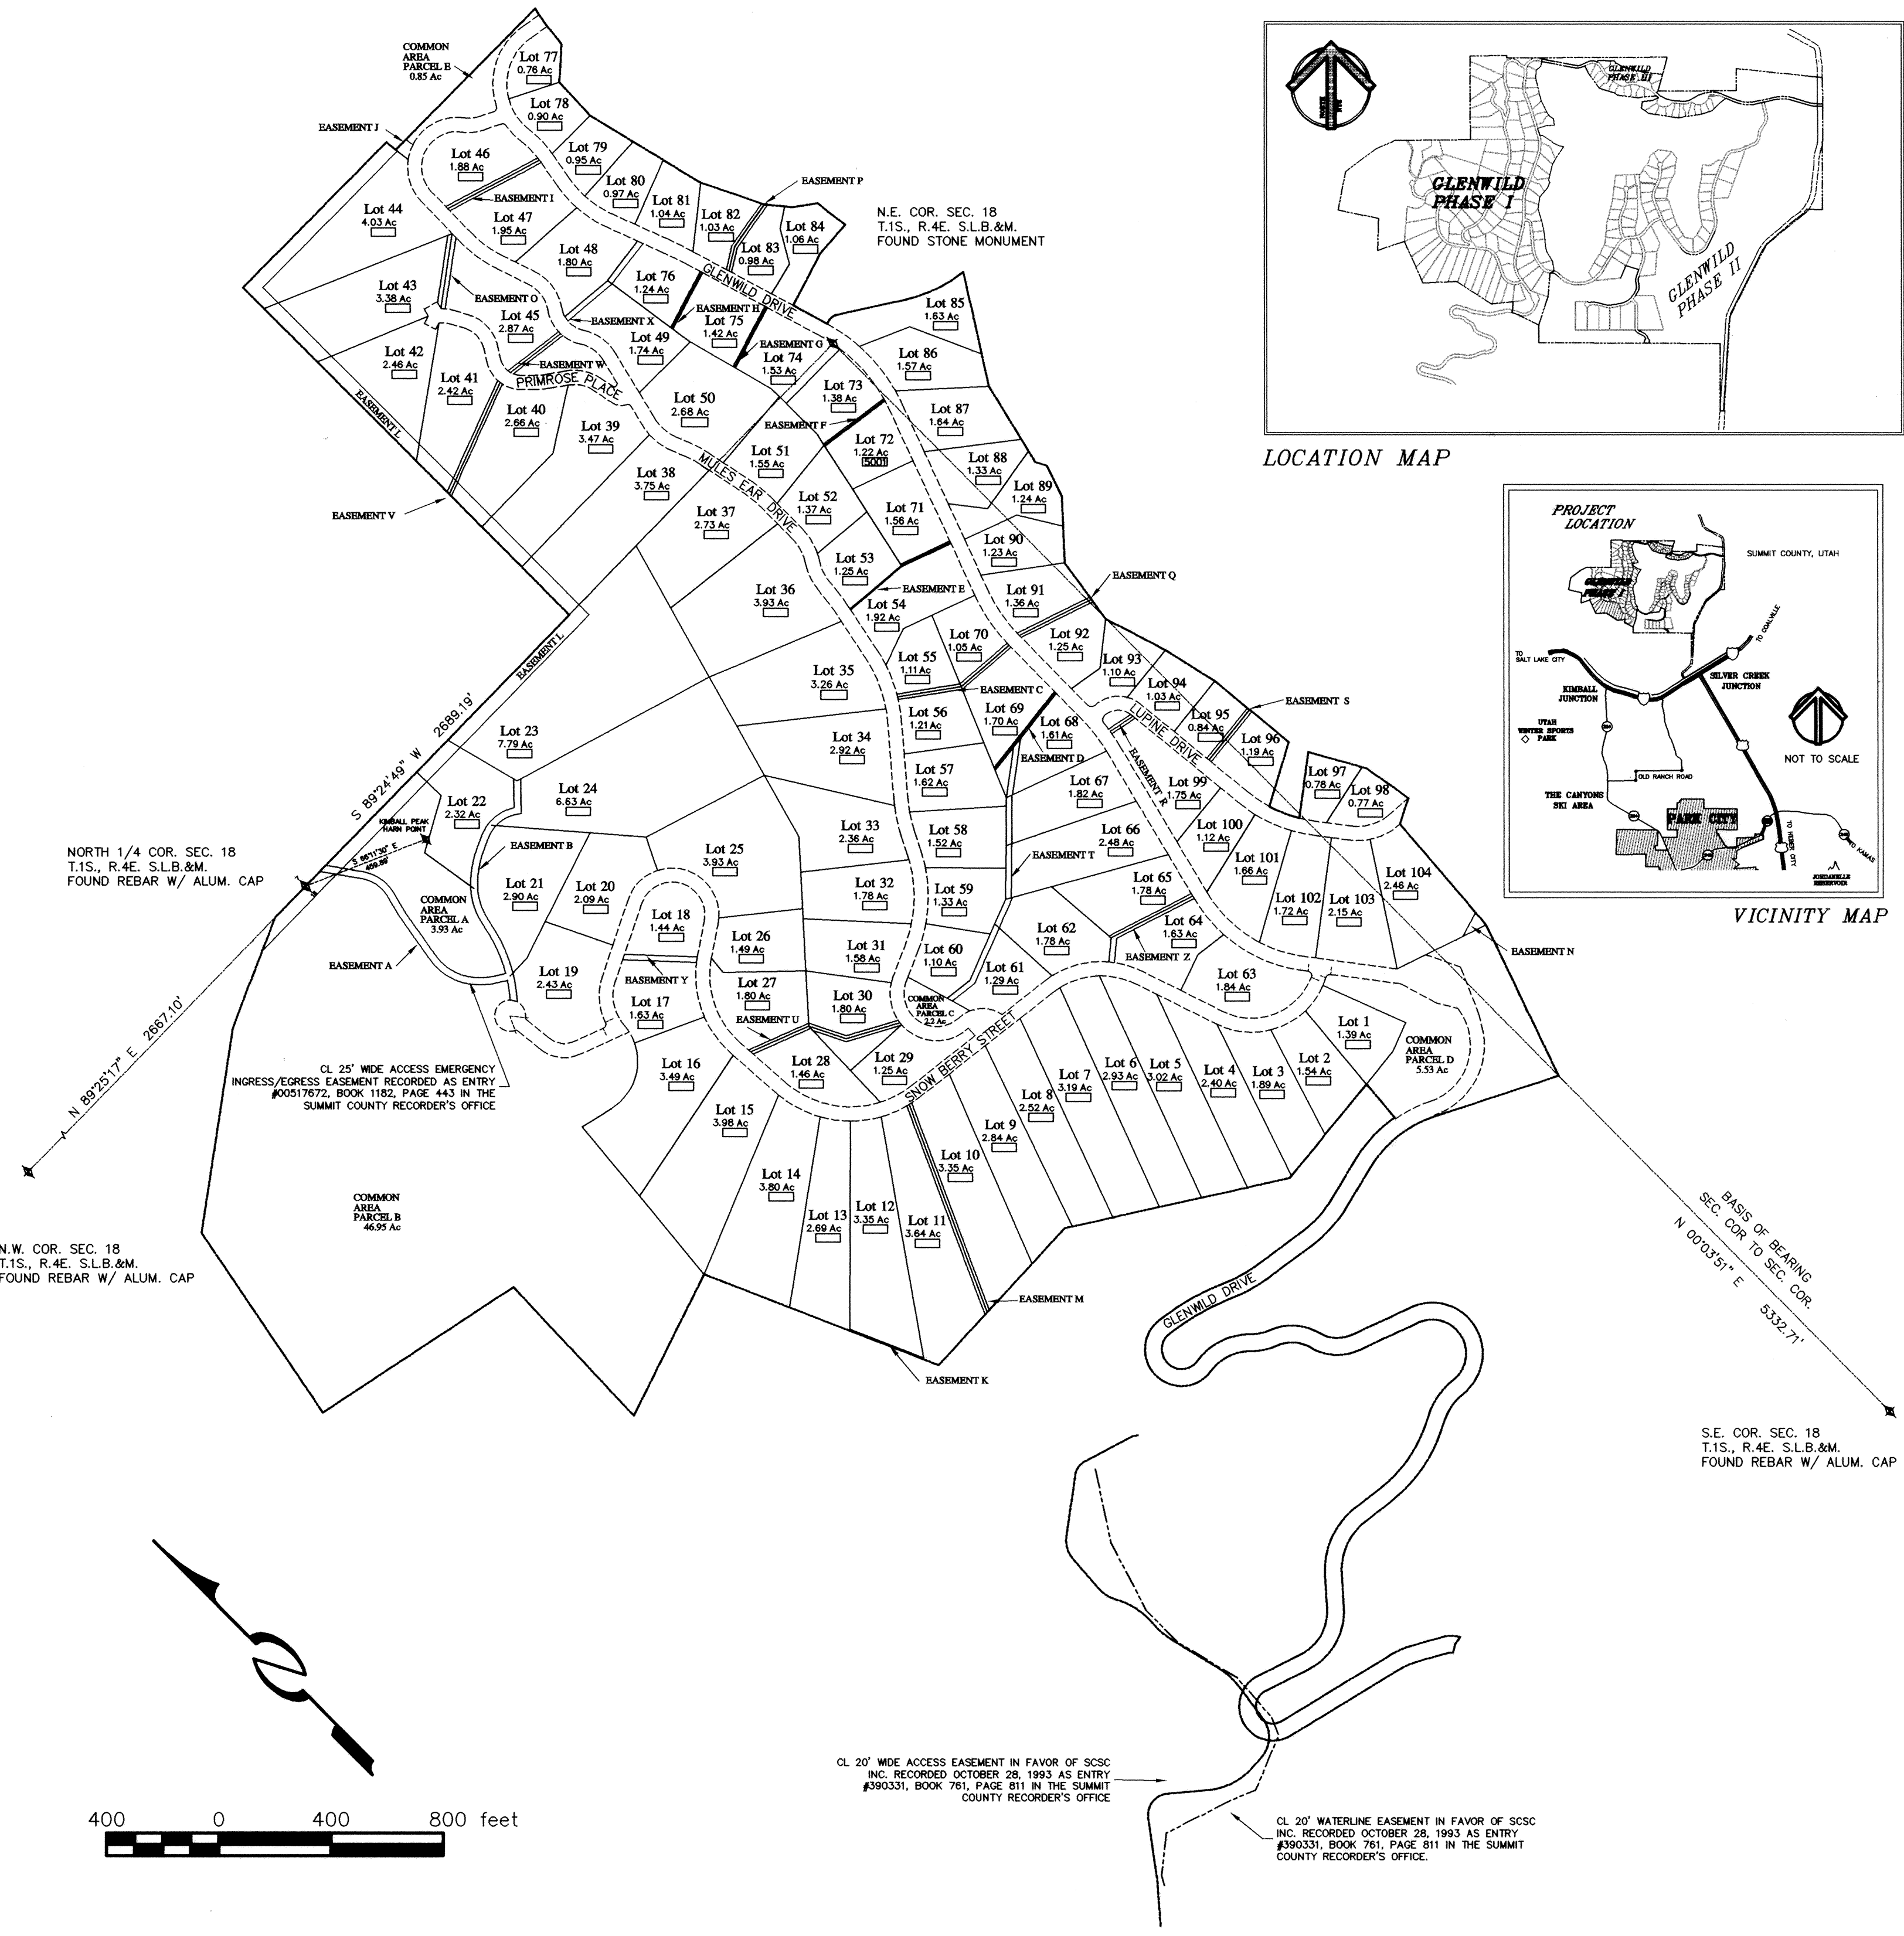 COMMON
AREA
PARCEL E
0.85 Ac
EASEMENT J
Lot 77
0.76 Ac
Lot 78
0.90 Ac
Lot 79
0.95 Ac
Lot 46
1.88 Ac
Lot 80
0.97 Ac
Lot 81
1.04 Ac
Lot 82
1.03 Ac
EASEMENT P
Lot 84
1.06 Ac
Lot 83
0.98 Ac
EASEMENT I
Lot 44
4.03 Ac
Lot 47
1.95 Ac
Lot 48
1.80 Ac
Lot 76
1.24 Ac
GLENWILD DRIVE
N.E. COR. SEC. 18
T.1S., R.4E. S.L.B.&M.
FOUND STONE MONUMENT
Lot 43
3.38 Ac
EASEMENT O
Lot 45
2.87 Ac
EASEMENT X
EASEMENT H
Lot 75
1.42 Ac
Lot 49
1.74 Ac
EASEMENT G
Lot 74
1.53 Ac
Lot 85
1.63 Ac
Lot 86
1.57 Ac
Lot 42
2.46 Ac
Lot 41
2.42 Ac
EASEMENT W
PRIMROSE PLACE
EASEMENT L
Lot 40
2.66 Ac
Lot 39
3.47 Ac
Lot 50
2.68 Ac
Lot 73
1.38 Ac
EASEMENT F
Lot 87
1.64 Ac
Lot 72
1.22 Ac
5001
Lot 51
1.55 Ac
MULES EAR DRIVE
Lot 38
3.75 Ac
Lot 88
1.33 Ac
Lot 89
1.24 Ac
EASEMENT V
Lot 37
2.73 Ac
Lot 52
1.37 Ac
Lot 71
1.56 Ac
Lot 90
1.23 Ac
Lot 53
1.25 Ac
EASEMENT E
Lot 36
3.93 Ac
Lot 54
1.92 Ac
Lot 91
1.36 Ac
EASEMENT Q
EASEMENT L
Lot 70
1.05 Ac
Lot 92
1.25 Ac
Lot 55
1.11 Ac
Lot 35
3.26 Ac
EASEMENT C
Lot 93
1.10 Ac
Lot 94
1.03 Ac
Lot 95
0.84 Ac
EASEMENT S
S 89°24'49" W 2689.19'
Lot 56
1.21 Ac
Lot 69
1.70 Ac
Lot 68
1.61 Ac
EASEMENT D
LUPINE DRIVE
Lot 96
1.19 Ac
Lot 23
7.79 Ac
Lot 34
2.92 Ac
EASEMENT R
Lot 57
1.62 Ac
Lot 67
1.82 Ac
Lot 99
1.75 Ac
Lot 97
0.78 Ac
Lot 98
0.77 Ac
Lot 22
2.32 Ac
Lot 24
6.63 Ac
KIMBALL PEAK
HARN POINT
EASEMENT B
Lot 33
2.36 Ac
Lot 58
1.52 Ac
EASEMENT T
Lot 66
2.48 Ac
Lot 100
1.12 Ac
NORTH 1/4 COR. SEC. 18
T.1S., R.4E. S.L.B.&M.
FOUND REBAR W/ ALUM. CAP
Lot 25
3.93 Ac
Lot 21
2.90 Ac
Lot 20
2.09 Ac
Lot 32
1.78 Ac
Lot 59
1.33 Ac
Lot 65
1.78 Ac
Lot 101
1.66 Ac
Lot 102
1.72 Ac
Lot 103
2.15 Ac
Lot 104
2.46 Ac
COMMON
AREA
PARCEL A
3.93 Ac
Lot 18
1.44 Ac
Lot 26
1.49 Ac
Lot 31
1.58 Ac
Lot 60
1.10 Ac
Lot 62
1.78 Ac
Lot 64
1.63 Ac
EASEMENT N
EASEMENT A
EASEMENT Y
EASEMENT Z
Lot 19
2.43 Ac
Lot 17
1.63 Ac
Lot 27
1.80 Ac
EASEMENT U
Lot 30
1.80 Ac
COMMON
AREA
PARCEL C
2.2 Ac
Lot 61
1.29 Ac
Lot 63
1.84 Ac
N 89°25'17" E 2667.10'
CL 25' WIDE ACCESS EMERGENCY
INGRESS/EGRESS EASEMENT RECORDED AS ENTRY
#00517672, BOOK 1182, PAGE 443 IN THE
SUMMIT COUNTY RECORDER'S OFFICE
Lot 16
3.49 Ac
Lot 28
1.46 Ac
Lot 29
1.25 Ac
SNOW BERRY STREET
Lot 15
3.98 Ac
Lot 8
2.52 Ac
Lot 7
3.19 Ac
Lot 6
2.93 Ac
Lot 5
3.02 Ac
Lot 4
2.40 Ac
Lot 3
1.89 Ac
Lot 2
1.54 Ac
Lot 1
1.39 Ac
COMMON
AREA
PARCEL D
5.53 Ac
Lot 9
2.84 Ac
Lot 10
3.35 Ac
Lot 14
3.80 Ac
Lot 13
2.69 Ac
Lot 12
3.35 Ac
Lot 11
3.64 Ac
COMMON
AREA
PARCEL B
46.95 Ac
N.W. COR. SEC. 18
T.1S., R.4E. S.L.B.&M.
FOUND REBAR W/ ALUM. CAP
EASEMENT M
EASEMENT K
GLENWILD DRIVE
BASIS OF BEARING
SEC. COR TO SEC. COR.
N 00°03'51" E 5332.71'
S.E. COR. SEC. 18
T.1S., R.4E. S.L.B.&M.
FOUND REBAR W/ ALUM. CAP
CL 20' WIDE ACCESS EASEMENT IN FAVOR OF SCSC
INC. RECORDED OCTOBER 28, 1993 AS ENTRY
#390331, BOOK 761, PAGE 811 IN THE SUMMIT
COUNTY RECORDER'S OFFICE
CL 20' WATERLINE EASEMENT IN FAVOR OF SCSC
INC. RECORDED OCTOBER 28, 1993 AS ENTRY
#390331, BOOK 761, PAGE 811 IN THE SUMMIT
COUNTY RECORDER'S OFFICE.
400 0 400 800 feet
GLENWILD
PHASE III
GLENWILD
PHASE I
GLENWILD
PHASE II
LOCATION MAP
PROJECT
LOCATION
SUMMIT COUNTY, UTAH
GLENWILD
PHASE I
TO COALVILLE
TO
SALT LAKE CITY
KIMBALL
JUNCTION
SILVER CREEK
JUNCTION
UTAH
WINTER SPORTS
PARK
NOT TO SCALE
OLD RANCH ROAD
THE CANYONS
SKI AREA
PARK CITY
TO HEBER CITY
TO KAMAS
JORDANELLE
RESERVOIR
VICINITY MAP